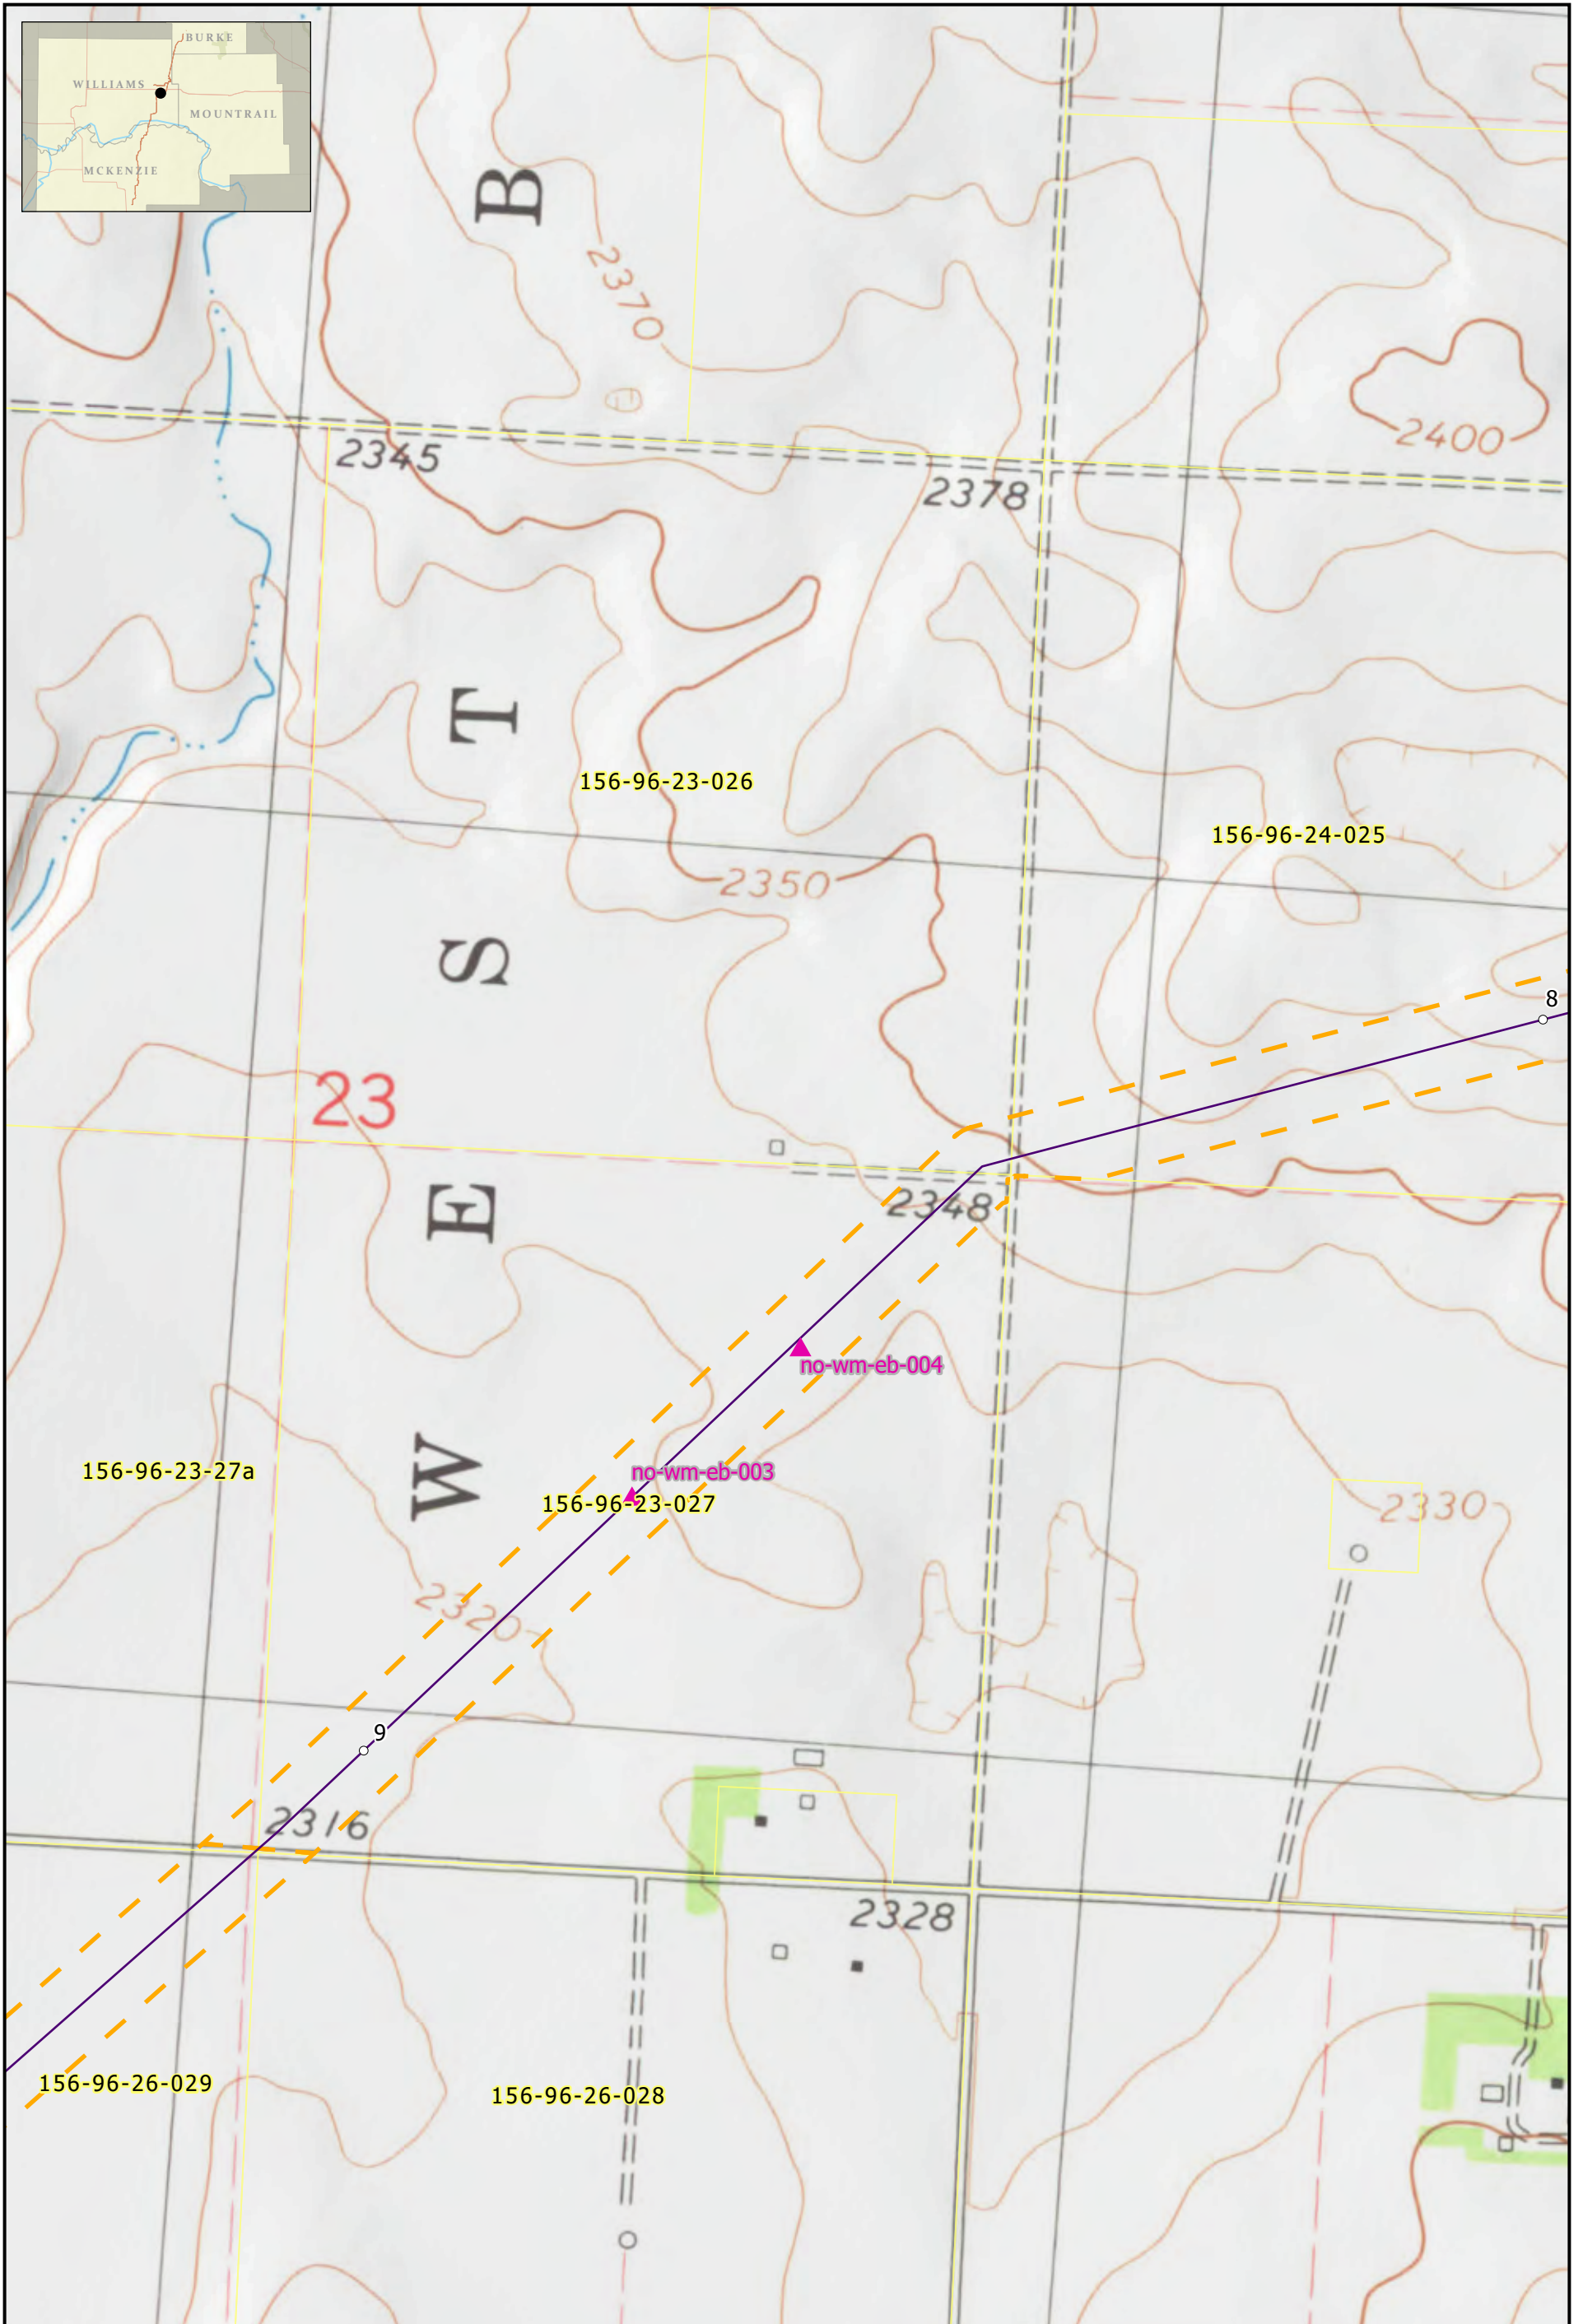 BURKE
WILLIAMS
MOUNTRAIL
MCKENZIE
B
2370
2400
2345
2378
T
156-96-23-026
156-96-24-025
2350
S
8
23
E
2348
no-wm-eb-004
W
156-96-23-27a
no-wm-eb-003
156-96-23-027
2330
2320
9
2316
2328
156-96-26-029
156-96-26-028